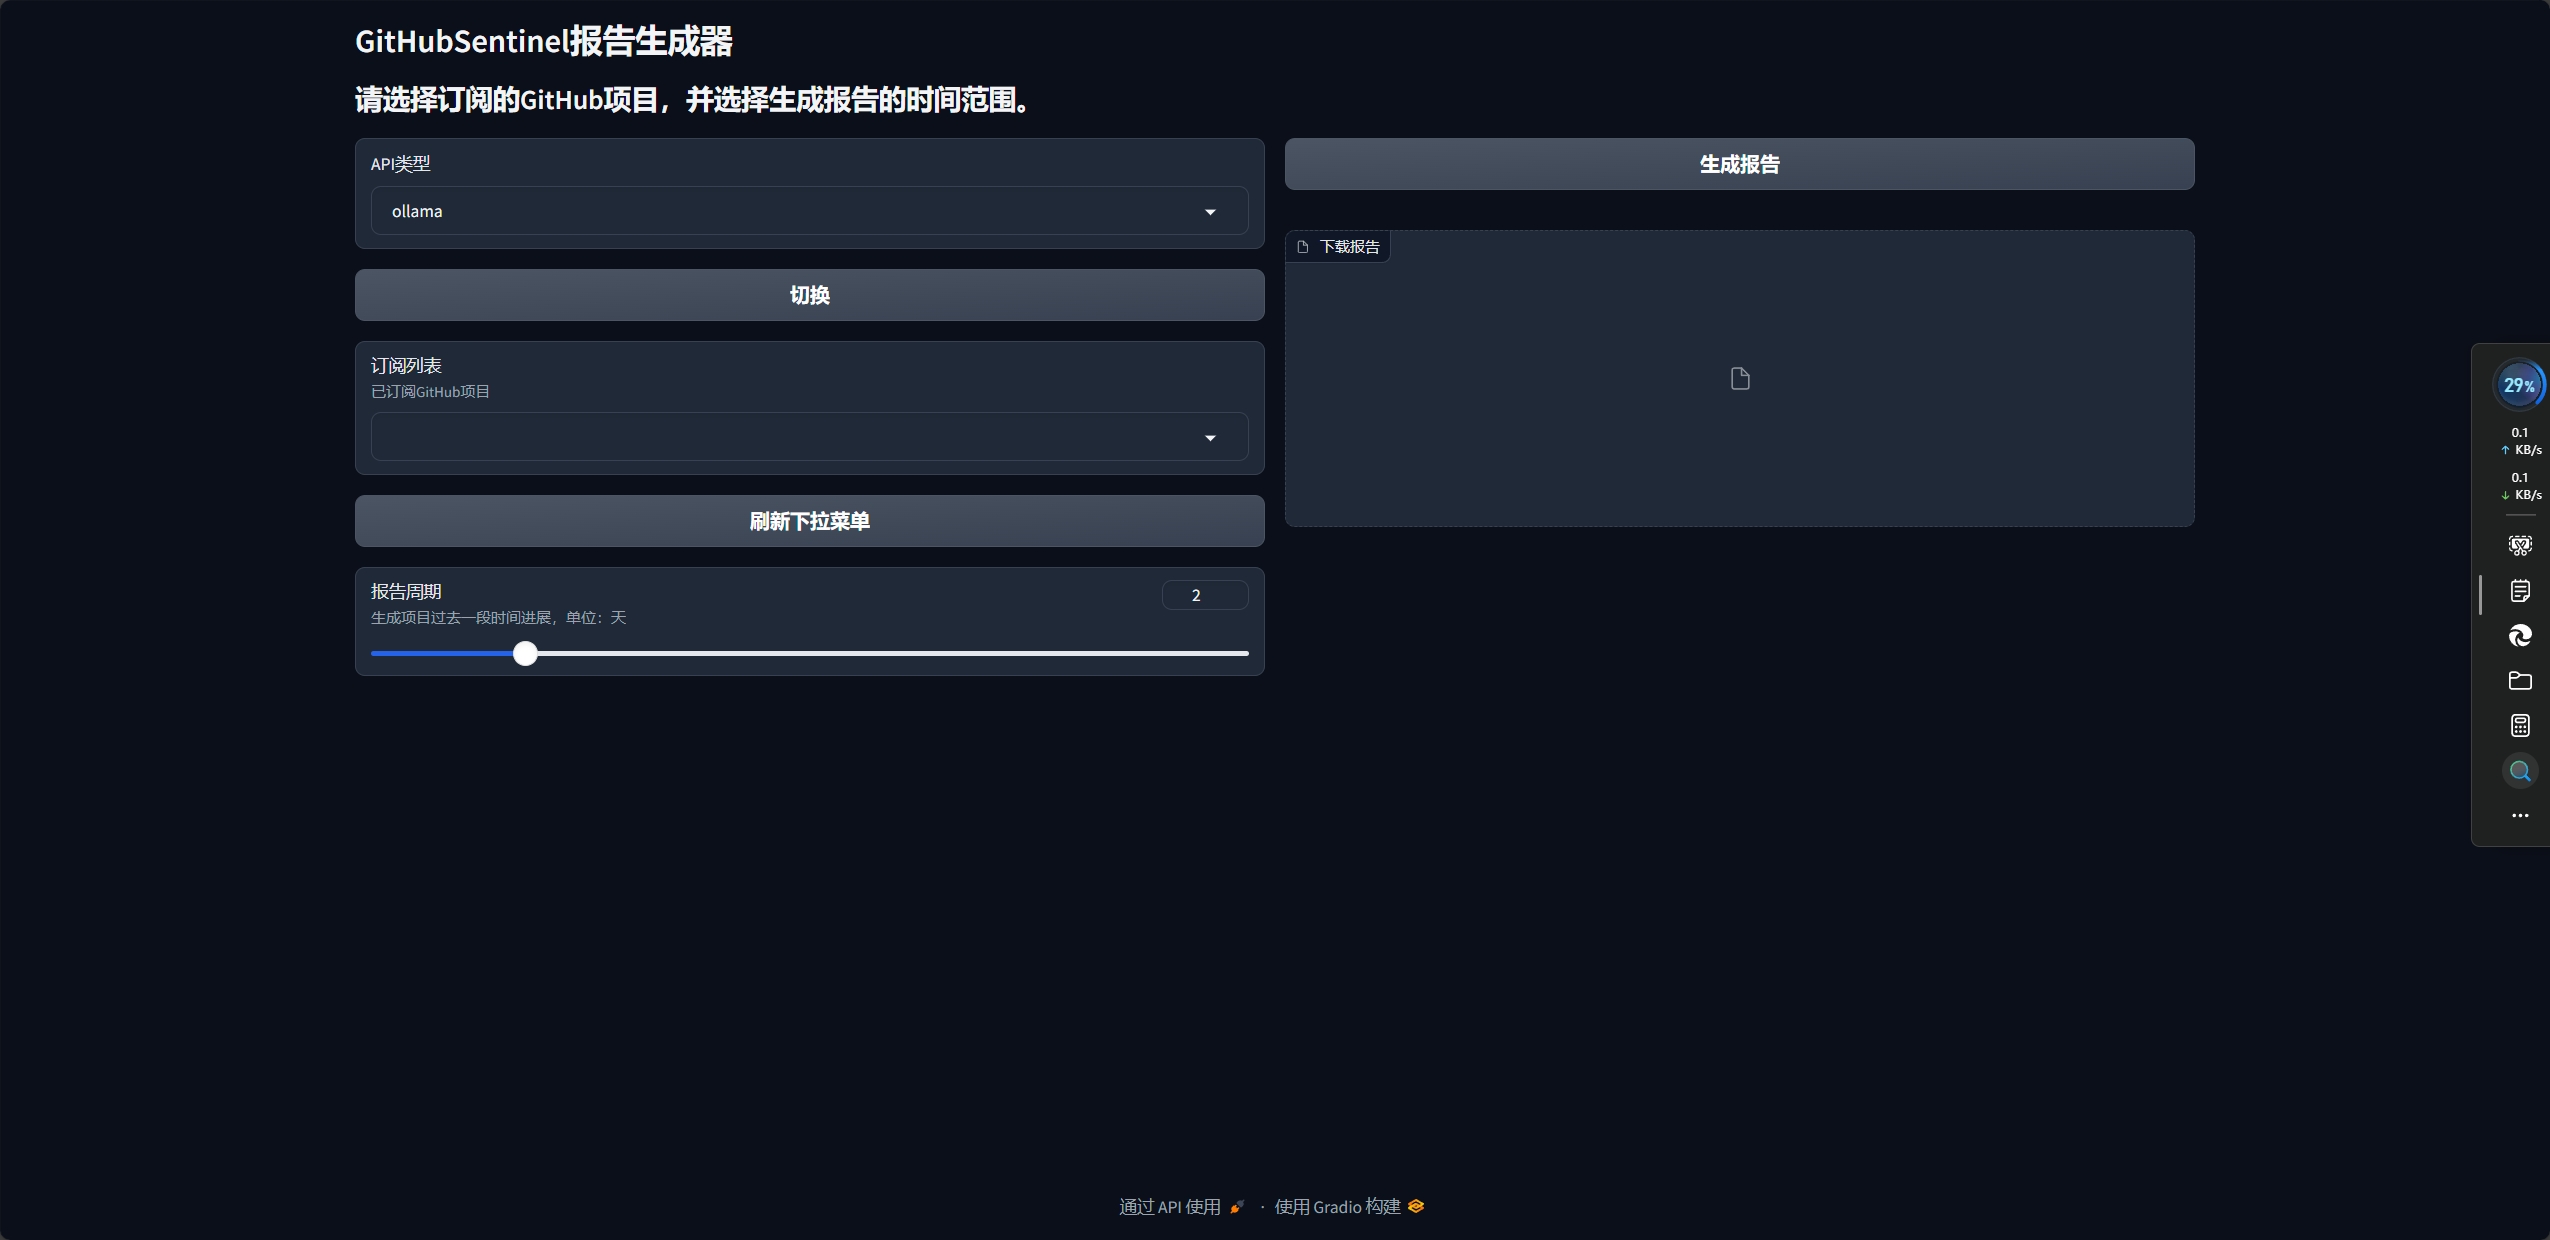 GitHubSentinel报告生成器
请选择订阅的GitHub项目，并选择生成报告的时间范围。
API类型
ollama
切换
订阅列表
已订阅GitHub项目
刷新下拉菜单
报告周期
2
生成项目过去一段时间进展，单位：天
生成报告
下载报告
29%
0.1
↑ KB/s
0.1
↓ KB/s
通过 API 使用 · 使用 Gradio 构建